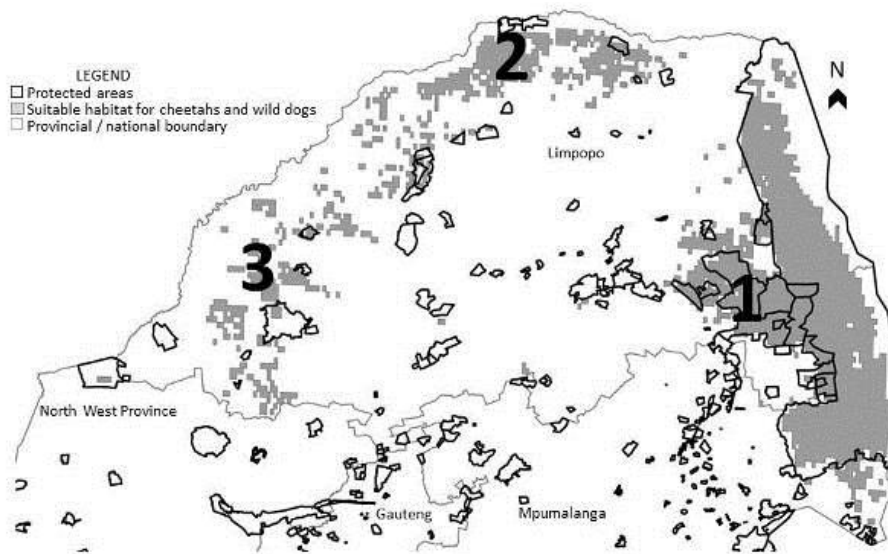 2
LEGEND
Protected areas
Suitable habitat for cheetahs and wild dogs
Provincial / national boundary
N
Limpopo
3
1
North West Province
Gauteng
Mpumalanga